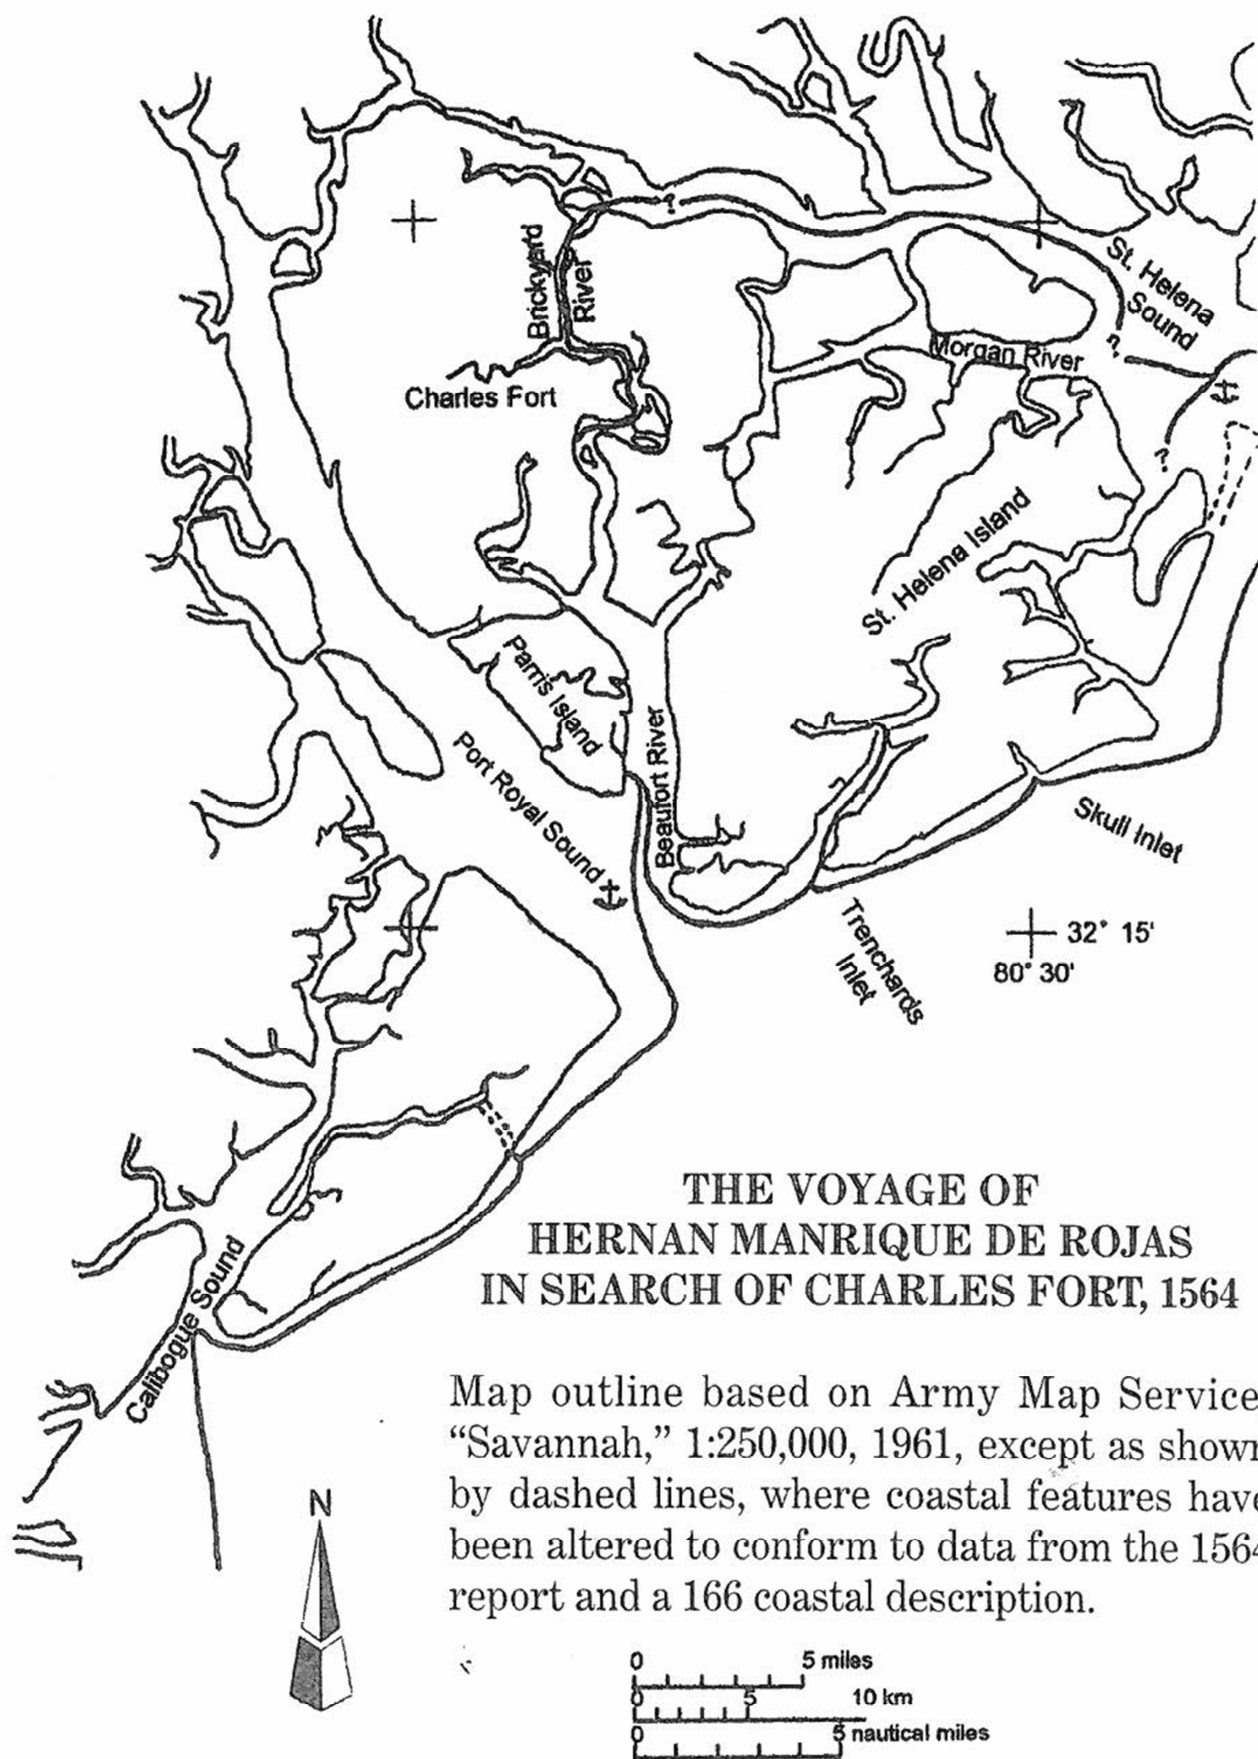 Brickyard
River
?
St. Helena
Sound
?
Morgan River
Charles Fort
?
St. Helena Island
Parris Island
Port Royal Sound
Beaufort River
Skull Inlet
Trenchards
Inlet
32° 15'
80° 30'
THE VOYAGE OF
HERNAN MANRIQUE DE ROJAS
IN SEARCH OF CHARLES FORT, 1564
Calibogue Sound
Map outline based on Army Map Service
“Savannah,” 1:250,000, 1961, except as shown
by dashed lines, where coastal features have
been altered to conform to data from the 1564
report and a 166 coastal description.
N
0 5 miles
0 5 10 km
0 5 nautical miles